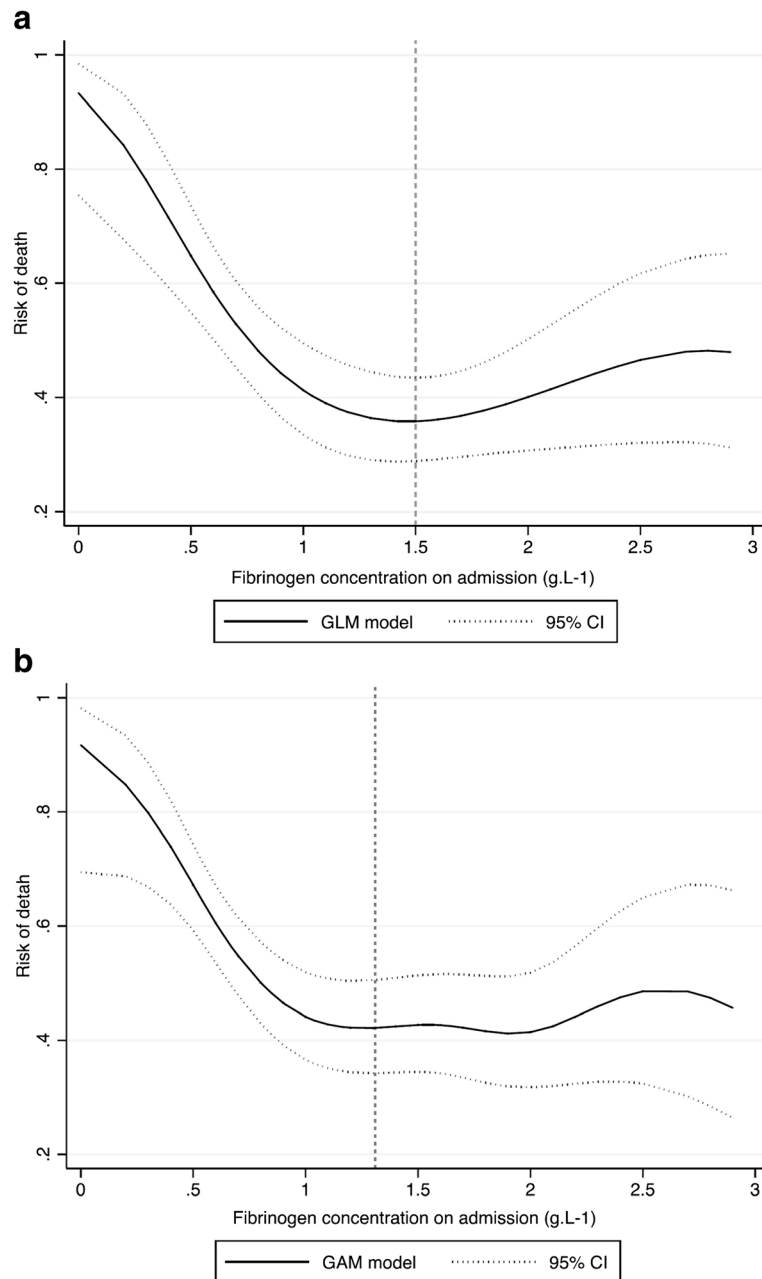 a
1
.8
.6
.4
.2
Risk of death
0 .5 1 1.5 2 2.5 3
Fibrinogen concentration on admission (g.L-1)
GLM model 95% CI
b
1
.8
.6
.4
.2
Risk of detah
0 .5 1 1.5 2 2.5 3
Fibrinogen concentration on admission (g.L-1)
GAM model 95% CI